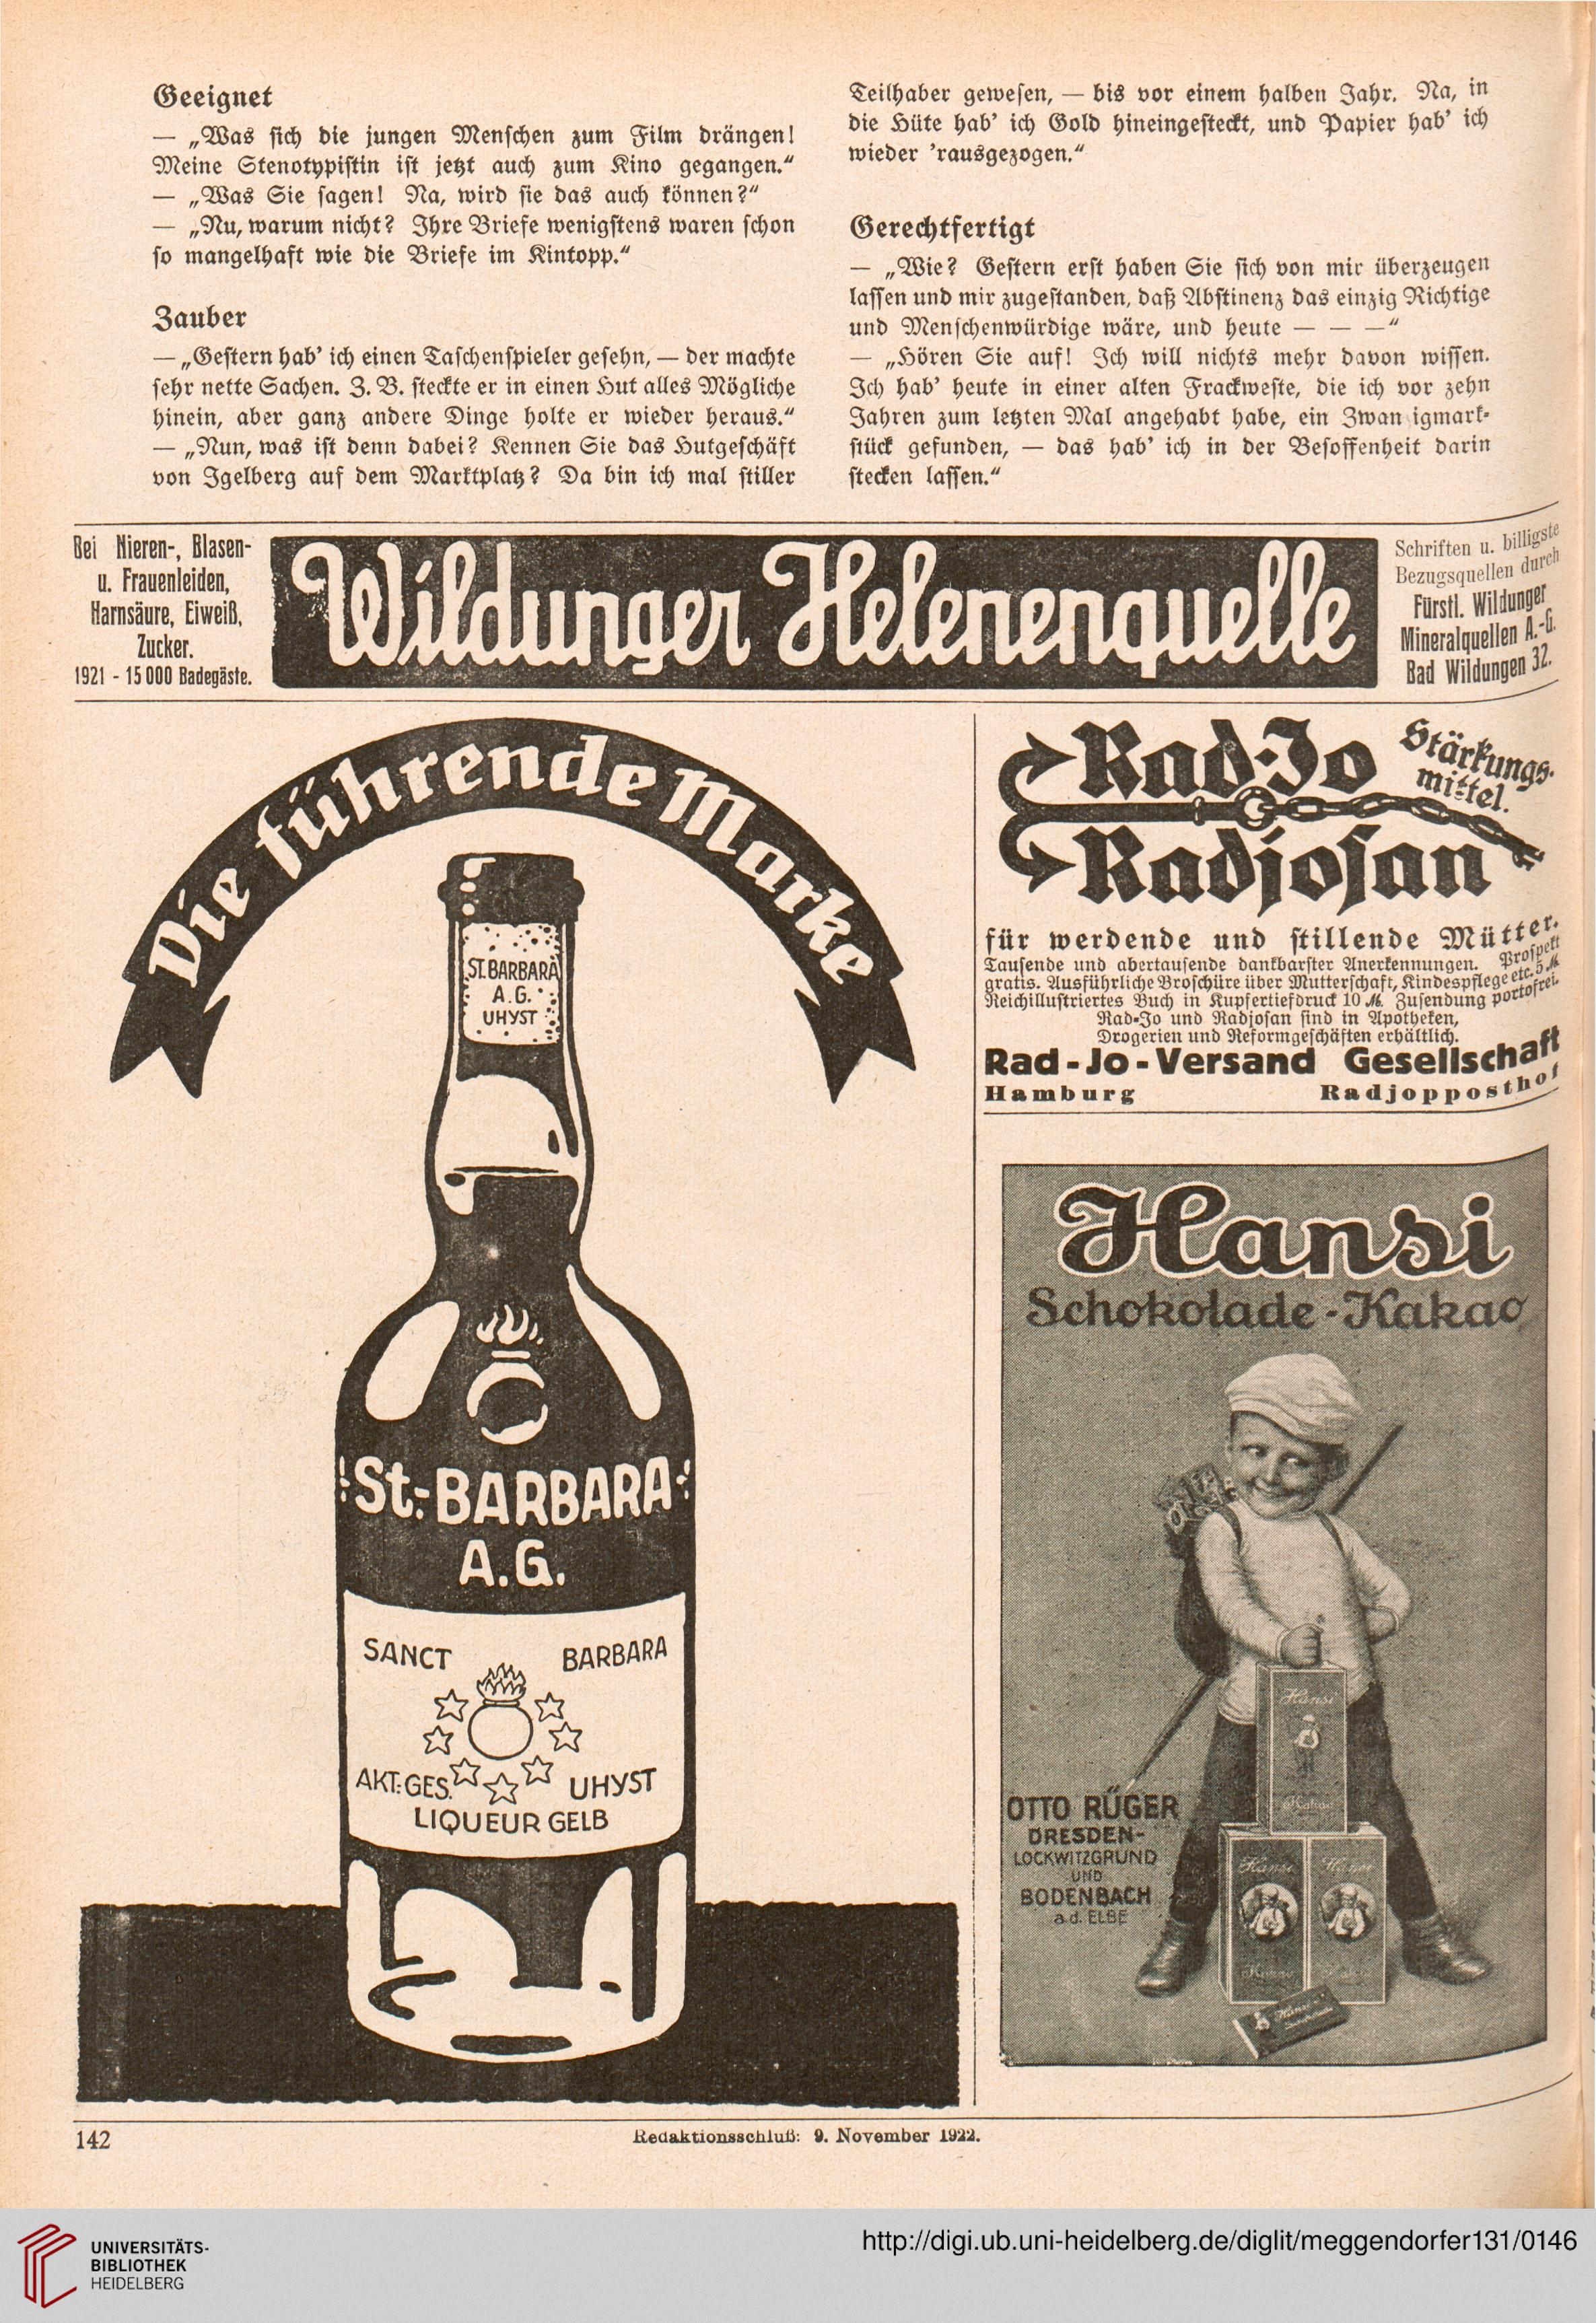 Geeignet
— „Was sich die jungen Menschen zum Film drängen!
Meine Stenotypistin ist jetzt auch zum Kino gegangen.“
— „Was Sie sagen! Na, wird sie das auch können?“
— „Nu, warum nicht? Ihre Briefe wenigstens waren schon
so mangelhaft wie die Briefe im Kintopp.“
Zauber
— „Gestern hab’ ich einen Taschenspieler gesehn, — der machte
sehr nette Sachen. Z. B. steckte er in einen Hut alles Mögliche
hinein, aber ganz andere Dinge holte er wieder heraus.“
— „Nun, was ist denn dabei? Kennen Sie das Hutgeschäft
von Igelberg auf dem Marktplatz? Da bin ich mal stiller
Teilhaber gewesen, — bis vor einem halben Jahr. Na, in
die Hüte hab’ ich Gold hineingesteckt, und Papier hab’ ich
wieder ’rausgezogen.“
Gerechtfertigt
— „Wie? Gestern erst haben Sie sich von mir überzeugen
lassen und mir zugestanden, daß Abstinenz das einzig Richtige
und Menschenwürdige wäre, und heute — — —“
— „Hören Sie auf! Ich will nichts mehr davon wissen.
Ich hab’ heute in einer alten Frackweste, die ich vor zehn
Jahren zum letzten Mal angehabt habe, ein Zwan igmark-
stück gefunden, — das hab’ ich in der Besoffenheit darin
stecken lassen.“
Bei Nieren-, Blasen-
u. Frauenleiden,
Harnsäure, Eiweiß,
Zucker.
1921 - 15000 Badegäste.
Wildunger Helenenquelle
Schriften u. billigste
Bezugsquellen durch
Fürstl. Wildunger
Mineralquellen A.-G.
Bad Wildungen 32.
Die führende Marke
ST. BARBARA
A.G.
UHYST
St.-BARBARA
A.G.
SANCT BARBARA
AKT.-GES. UHYST
LIQUEUR GELB
Rad-Jo
Stärkungs-
mittel.
Radjosan
für werdende und stillende Mütter.
Tausende und abertausende dankbarster Anerkennungen. Prospekt
gratis. Ausführliche Broschüre über Mutterschaft, Kindespflege etc. 5 M.
Reichillustriertes Buch in Kupfertiefdruck 10 M. Zusendung portofrei.
Rad-Jo und Radjosan sind in Apotheken,
Drogerien und Reformgeschäften erhältlich.
Rad-Jo-Versand Gesellschaft
Hamburg Radjopposthof
Hansi
Schokolade-Kakao
Hansi
Kakao
Hansi
Hansi
Kakao
Hansi
OTTO RÜGER
DRESDEN-
LOCKWITZGRUND
UND
BODENBACH
a.d. ELBE
142
Redaktionsschluß: 9. November 1922.
UNIVERSITÄTS-
BIBLIOTHEK
HEIDELBERG
http://digi.ub.uni-heidelberg.de/diglit/meggendorfer131/0146